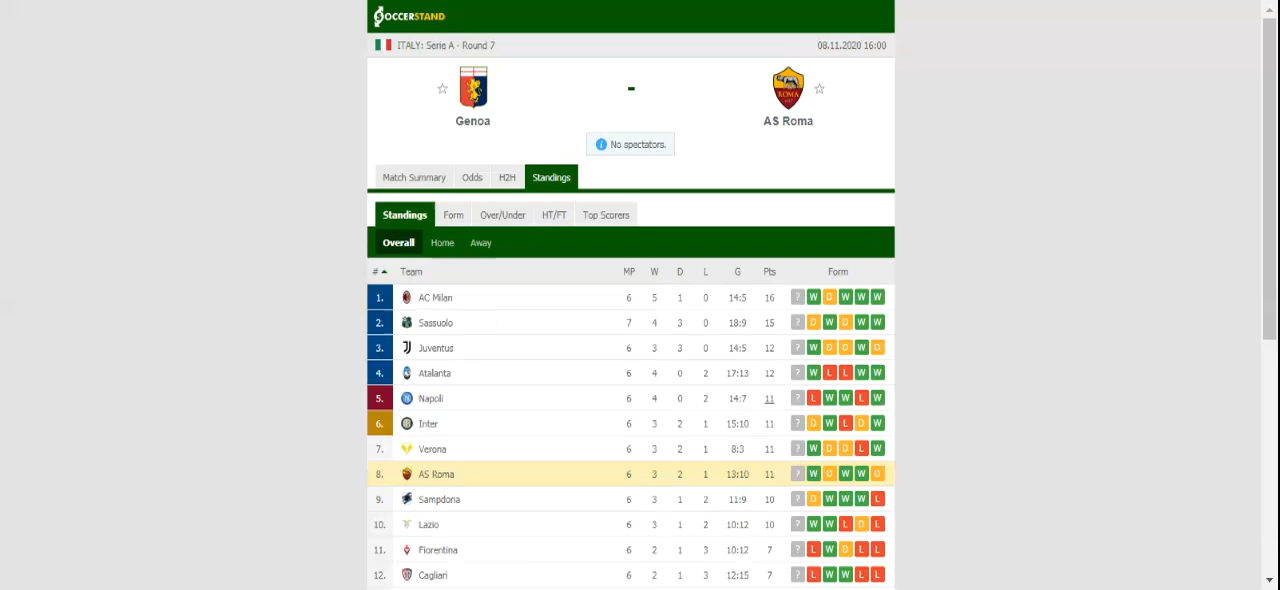 SOCCERSTAND
ITALY: Serie A - Round 7 08.11.2020 16:00
-
Genoa AS Roma
No spectators.
Match Summary Odds H2H Standings
Standings Form Over/Under HT/FT Top Scorers
Overall Home Away
# Team MP W D L G Pts Form
1. AC Milan 6 5 1 0 14:5 16 ? W D W W W
2. Sassuolo 7 4 3 0 18:9 15 ? D W D W W
3. Juventus 6 3 3 0 14:5 12 ? W D D W D
4. Atalanta 6 4 0 2 17:13 12 ? W L L W W
5. Napoli 6 4 0 2 14:7 11 ? L W W L W
6. Inter 6 3 2 1 15:10 11 ? D W L D W
7. Verona 6 3 2 1 8:3 11 ? W D D L W
8. AS Roma 6 3 2 1 13:10 11 ? W D W W D
9. Sampdoria 6 3 1 2 11:9 10 ? D W W W L
10. Lazio 6 3 1 2 10:12 10 ? W W L D L
11. Fiorentina 6 2 1 3 10:12 7 ? L W D L L
12. Cagliari 6 2 1 3 12:15 7 ? L W W L L